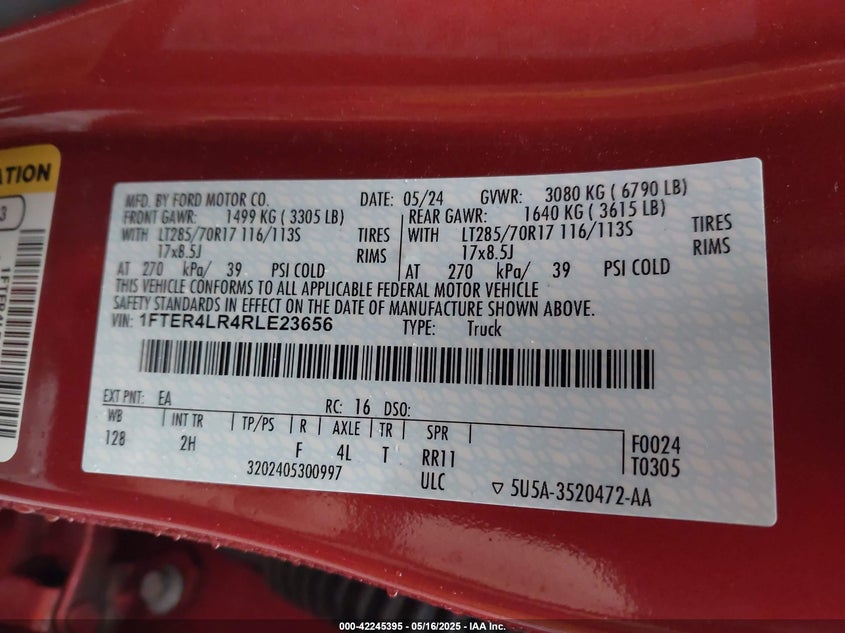 ATION
3
1FTER4LR
MFD. BY FORD MOTOR CO. DATE: 05/24 GVWR: 3080 KG ( 6790 LB)
FRONT GAWR: 1499 KG ( 3305 LB) REAR GAWR: 1640 KG ( 3615 LB)
WITH LT285/70R17 116/113S TIRES WITH LT285/70R17 116/113S TIRES
17x8.5J RIMS 17x8.5J RIMS
AT 270 kPa/ 39 PSI COLD AT 270 kPa/ 39 PSI COLD
THIS VEHICLE CONFORMS TO ALL APPLICABLE FEDERAL MOTOR VEHICLE
SAFETY STANDARDS IN EFFECT ON THE DATE OF MANUFACTURE SHOWN ABOVE.
VIN: 1FTER4LR4RLE23656 TYPE: Truck
EXT PNT: EA RC: 16 DSO:
WB INT TR TP/PS R AXLE TR SPR
128 2H F 4L T RR11 F0024
3202405300997 ULC T0305
5U5A-3520472-AA
000-42245395 - 05/16/2025 - IAA Inc.